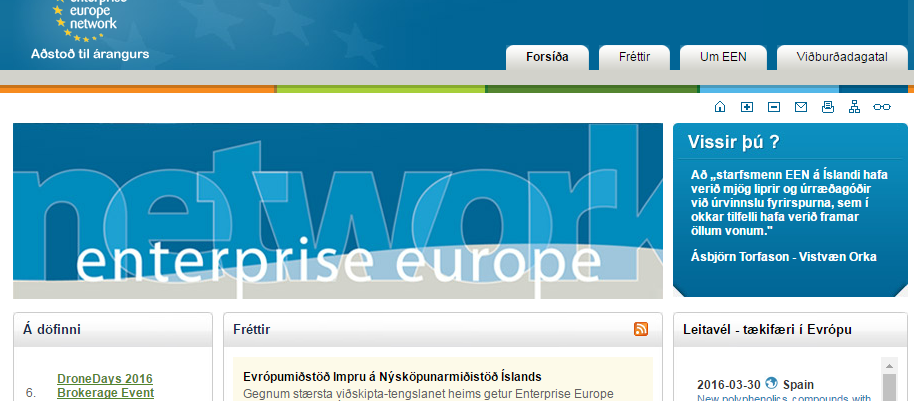 enterprise
europe
network
Aðstoð til árangurs
Forsíða
Fréttir
Um EEN
Viðburðadagatal
network
enterprise europe
Vissir þú ?
Að „starfsmenn EEN á Íslandi hafa
verið mjög liprir og úrræðagóðir
við úrvinnslu fyrirspurna, sem í
okkar tilfelli hafa verið framar
öllum vonum."
Ásbjörn Torfason - Vistvæn Orka
Á döfinni
6.
DroneDays 2016
Brokerage Event
Fréttir
Evrópumiðstöð Impru á Nýsköpunarmiðistöð Íslands
Gegnum stærsta viðskipta-tengslanet heims getur Enterprise Europe
Leitavél - tækifæri í Evrópu
2016-03-30 Spain
New polyphenolics compounds with